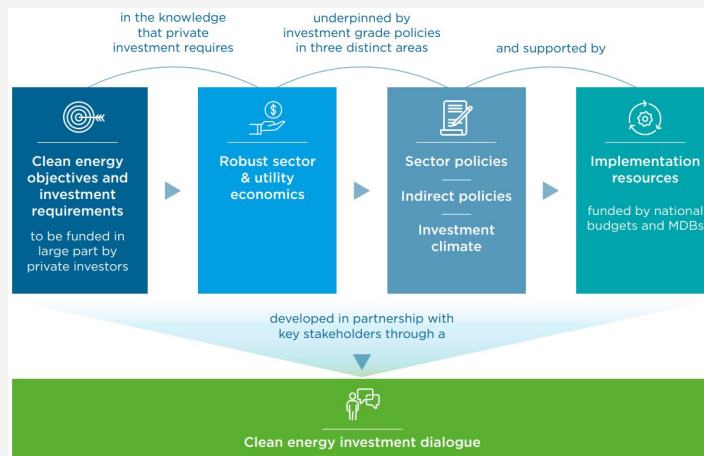 in the knowledge
that private
investment requires
underpinned by
investment grade policies
in three distinct areas
and supported by
Clean energy
objectives and
investment
requirements
to be funded in
large part by
private investors
Robust sector
& utility
economics
Sector policies
Indirect policies
Investment
climate
Implementation
resources
funded by national
budgets and MDBs
developed in partnership with
key stakeholders through a
Clean energy investment dialogue